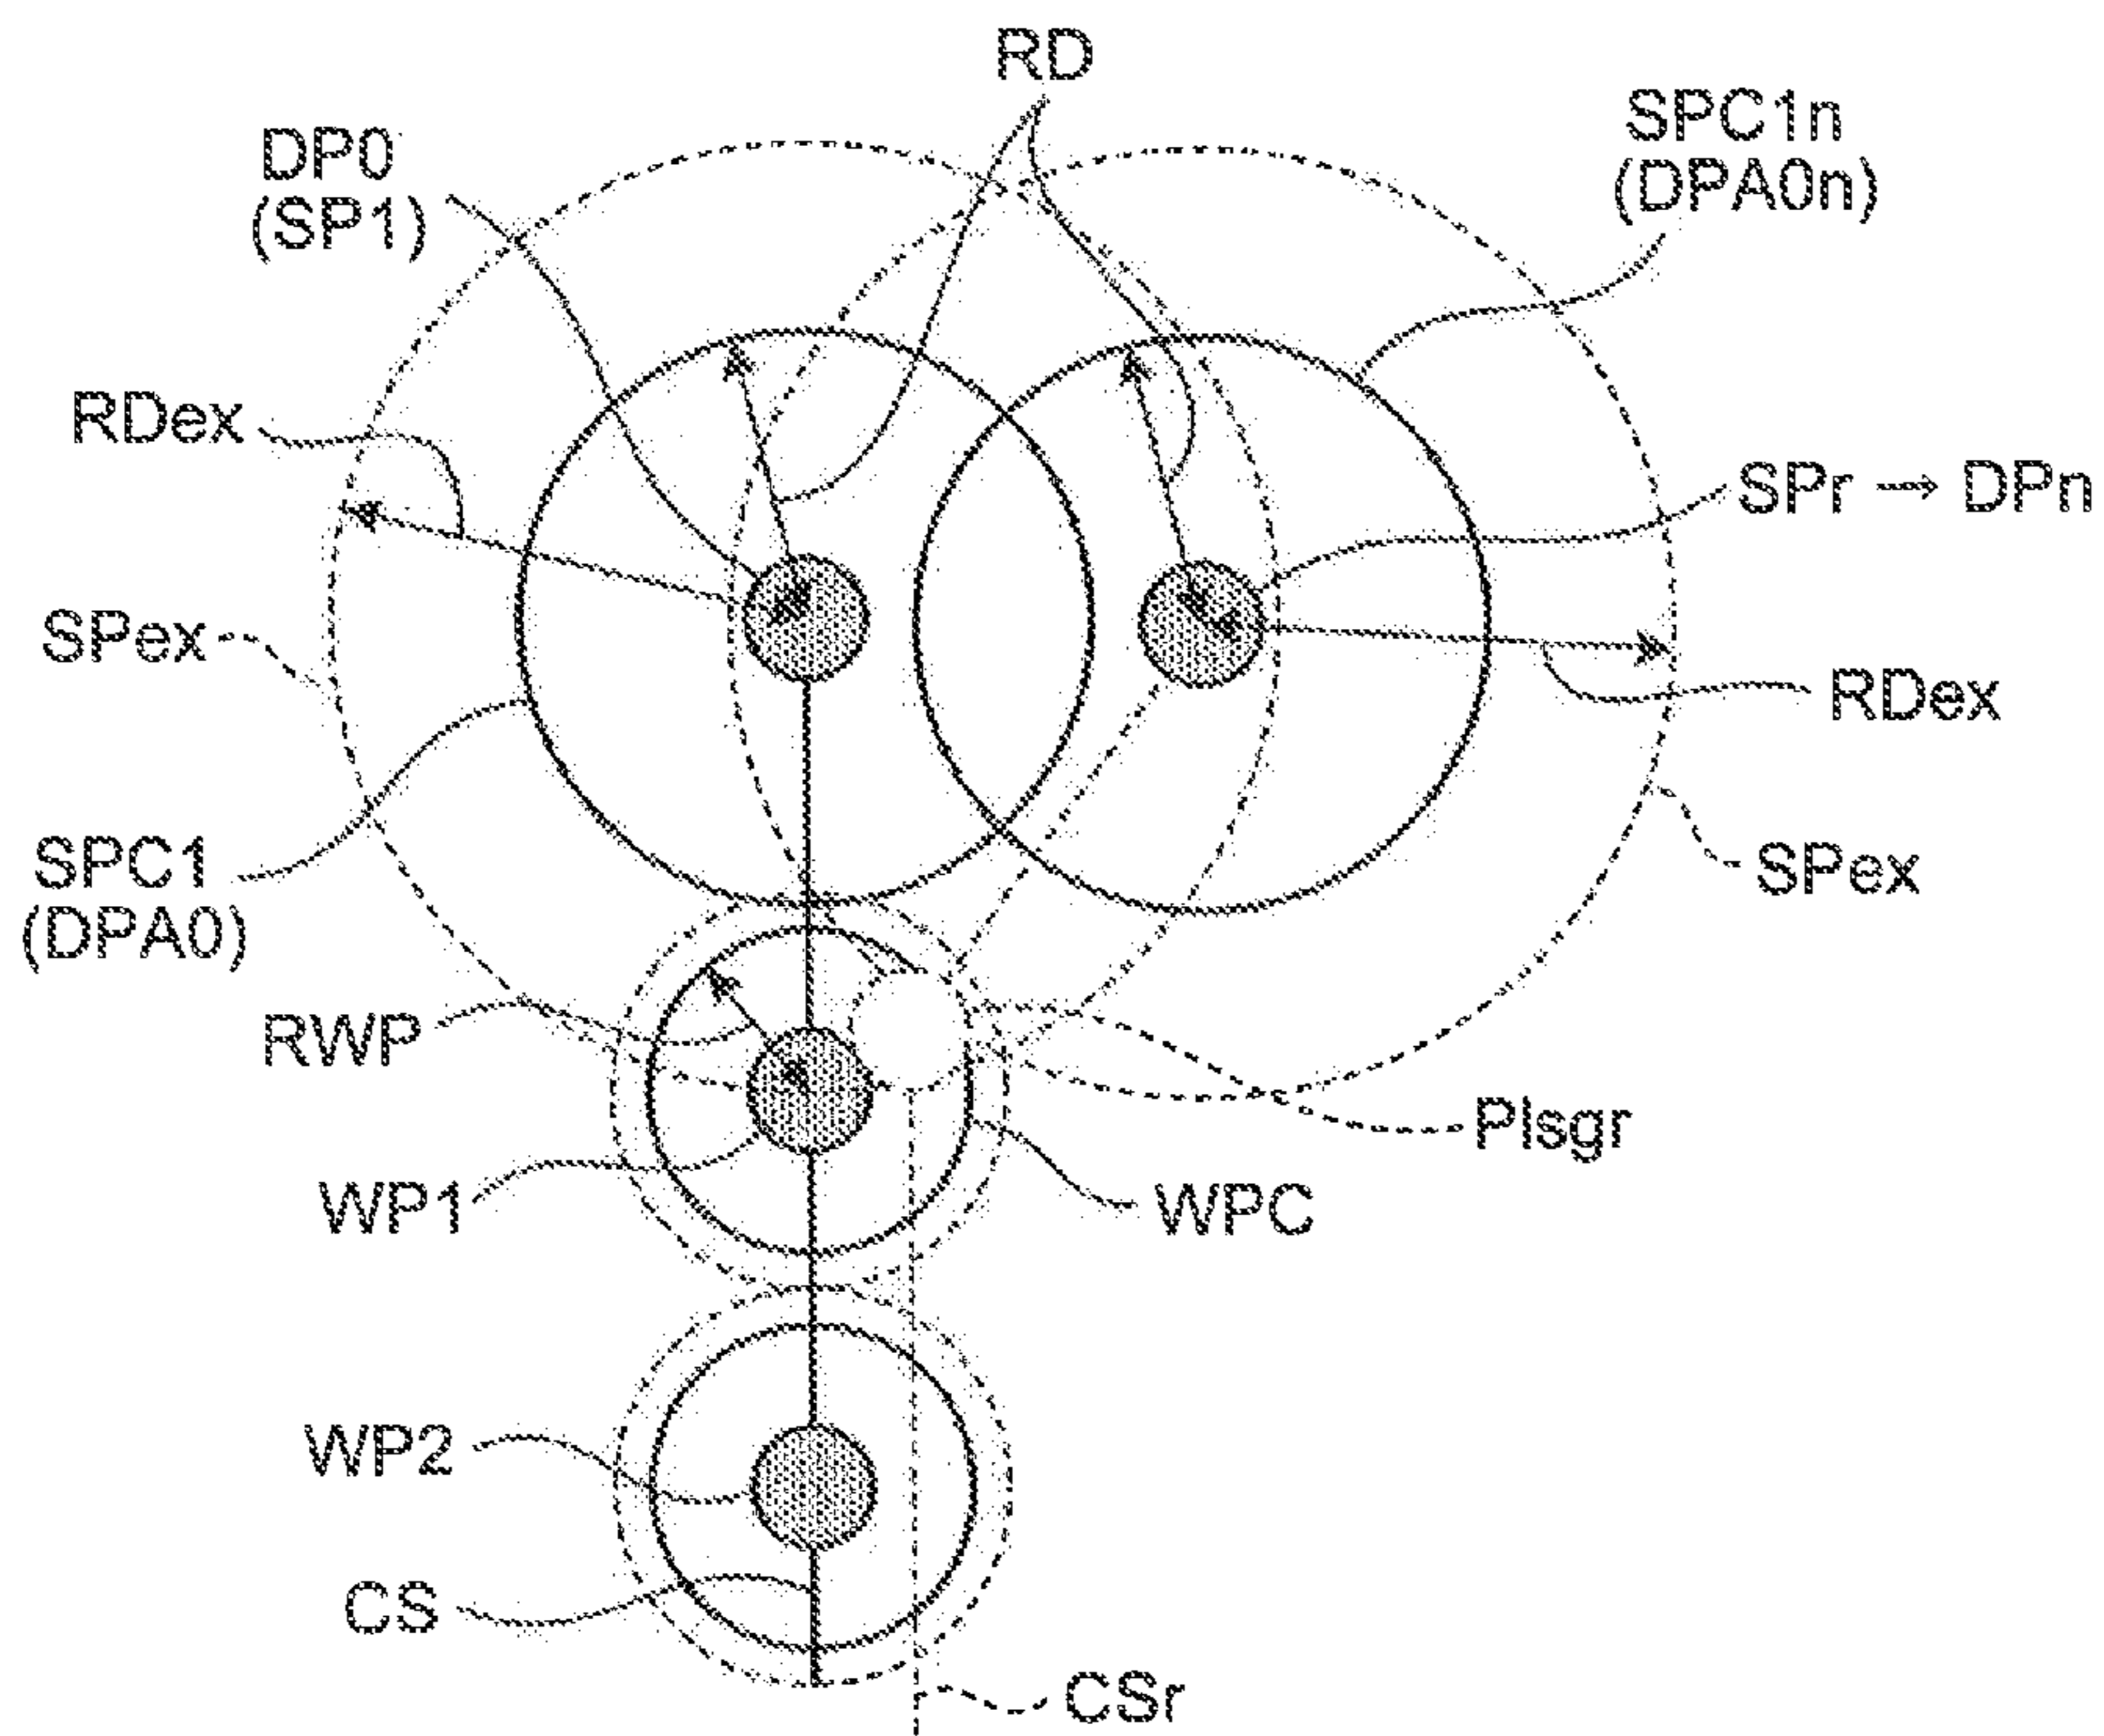 RD
SPC1n
(DPA0n)
DP0
(SP1)
RDex
SPr → DPn
SPex
RDex
SPC1
(DPA0)
SPex
RWP
Plsgr
WP1
WPC
WP2
CS
CSr